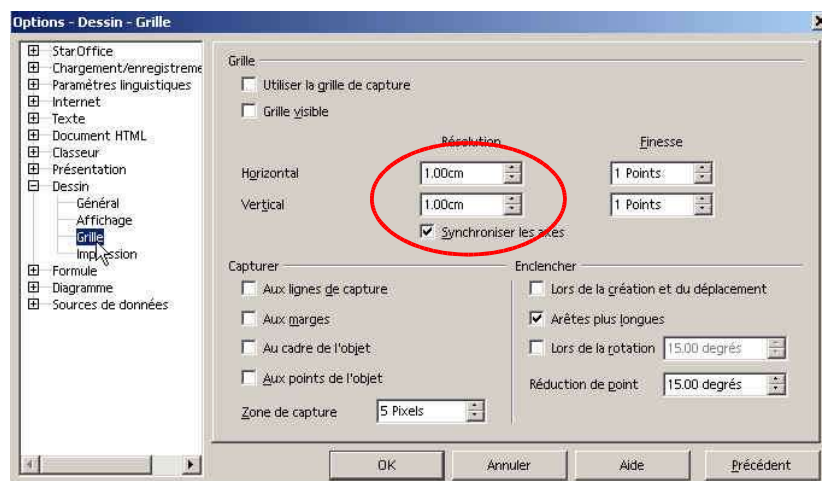 Options - Dessin - Grille
StarOffice
Chargement/enregistreme
Paramètres linguistiques
Internet
Texte
Document HTML
Classeur
Présentation
Dessin
Général
Affichage
Grille
Impression
Formule
Diagramme
Sources de données
Grille
Utiliser la grille de capture
Grille visible
Résolution Finesse
Horizontal 1.00cm 1 Points
Vertical 1.00cm 1 Points
Synchroniser les axes
Capturer
Aux lignes de capture
Aux marges
Au cadre de l'objet
Aux points de l'objet
Zone de capture 5 Pixels
Enclencher
Lors de la création et du déplacement
Arêtes plus longues
Lors de la rotation 15.00 degrés
Réduction de point 15.00 degrés
OK Annuler Aide Précédent